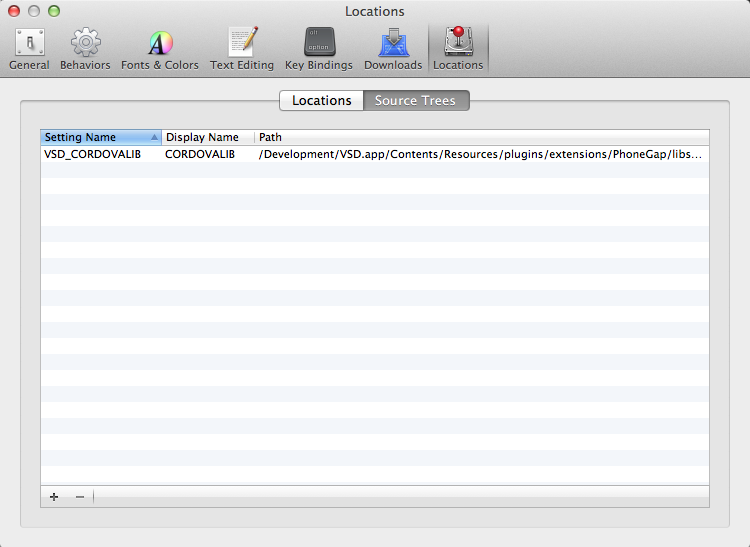 Locations
General Behaviors Fonts & Colors Text Editing Key Bindings Downloads Locations
Locations Source Trees
Setting Name Display Name Path
VSD_CORDOVALIB CORDOVALIB /Development/VSD.app/Contents/Resources/plugins/extensions/PhoneGap/libs...